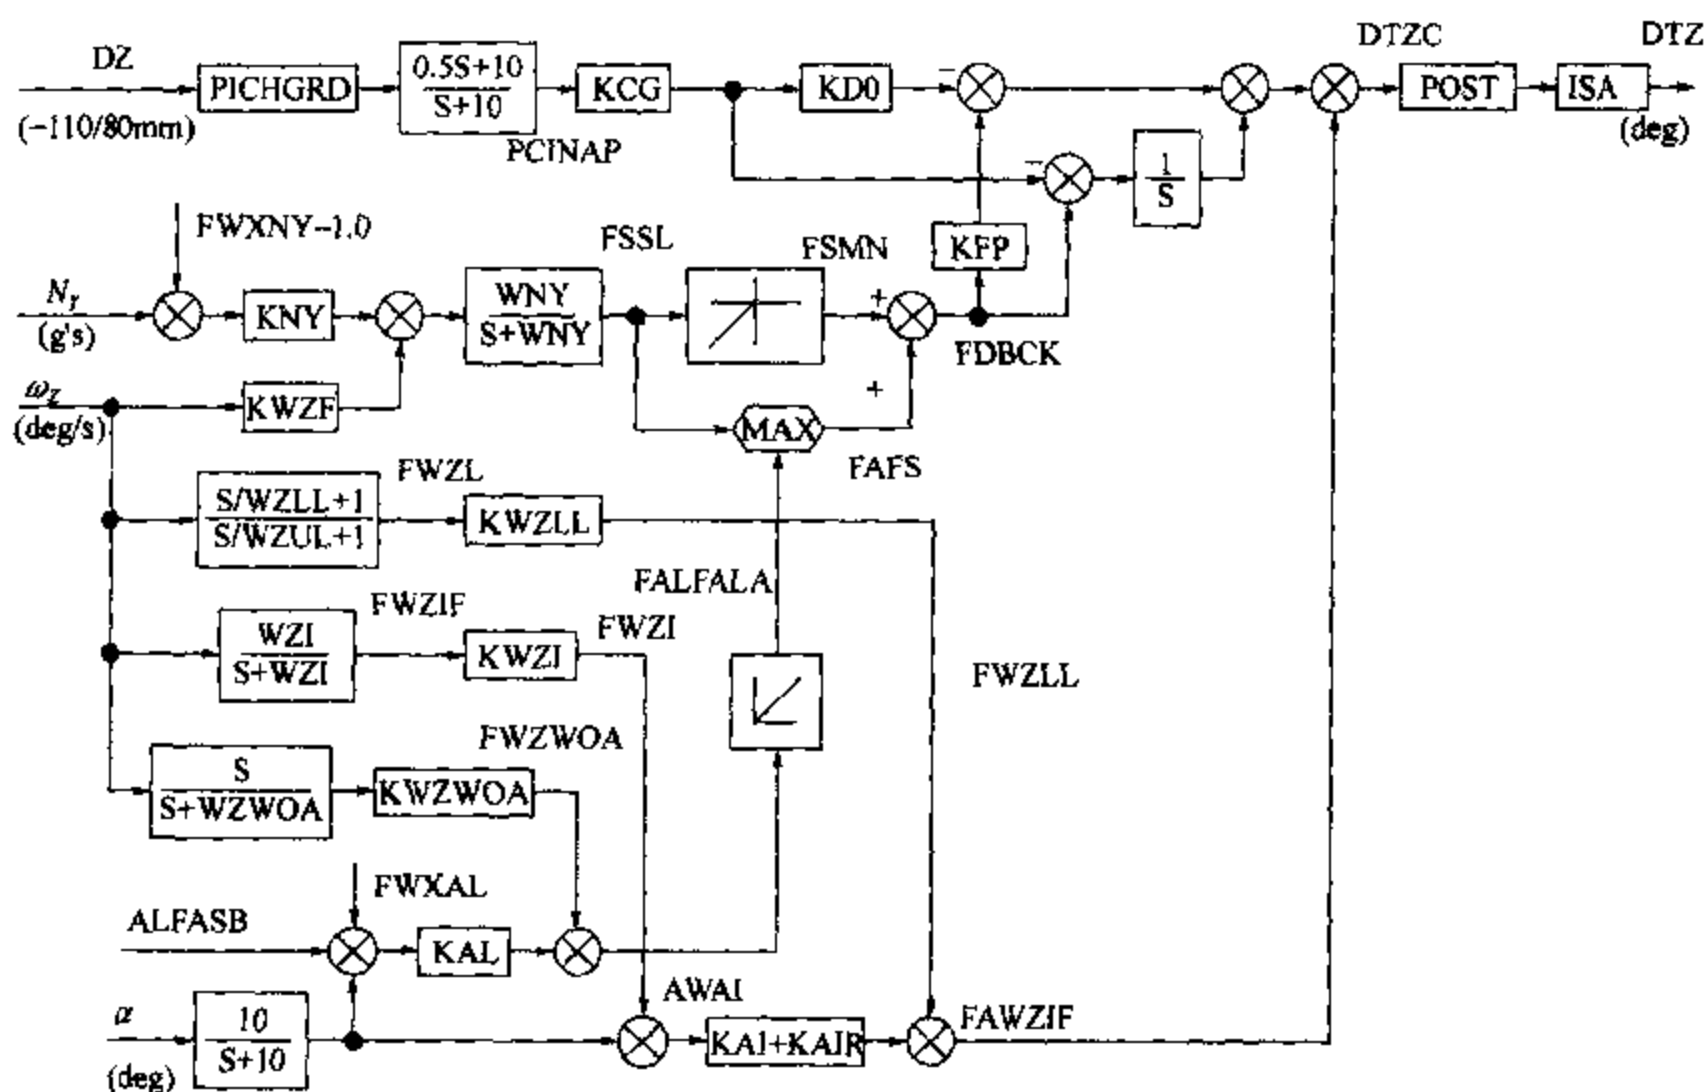 DTZC
DTZ
DZ
PICHGRD
0.5S+10
S+10
KCG
KD0
−
POST
ISA
(−110/80mm)
(deg)
PCINAP
−
1
S
FWXNY−1.0
FSSL
FSMN
KFP
N_y
(g's)
KNY
WNY
S+WNY
+
FDBCK
ω_z
(deg/s)
KWZF
+
MAX
FWZL
FAFS
S/WZLL+1
S/WZUL+1
KWZLL
FALFALA
FWZIF
FWZI
WZI
S+WZI
KWZI
FWZLL
FWZWOA
S
S+WZWOA
KWZWOA
FWXAL
ALFASB
KAL
AWAI
α
(deg)
10
S+10
KAI+KAIR
FAWZIF